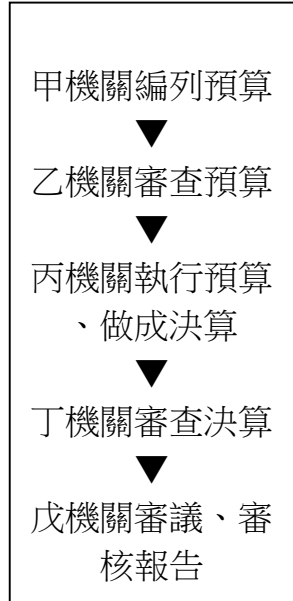 甲機關編列預算
▼
乙機關審查預算
▼
丙機關執行預算
、做成決算
▼
丁機關審查決算
▼
戊機關審議、審
核報告